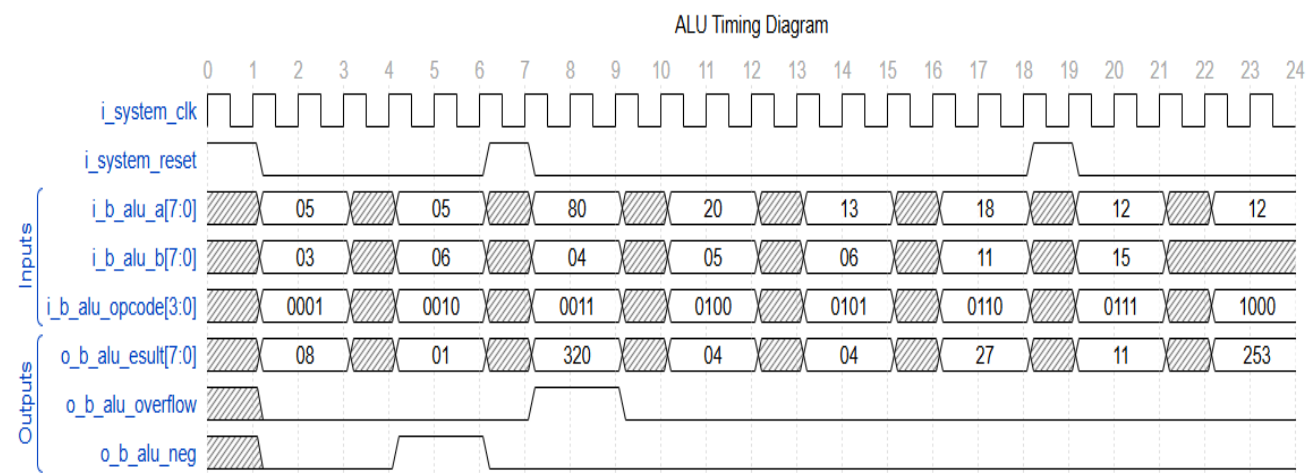 ALU Timing Diagram
0 1 2 3 4 5 6 7 8 9 10 11 12 13 14 15 16 17 18 19 20 21 22 23 24
i_system_clk
i_system_reset
Inputs
i_b_alu_a[7:0] 05 05 80 20 13 18 12 12
i_b_alu_b[7:0] 03 06 04 05 06 11 15
i_b_alu_opcode[3:0] 0001 0010 0011 0100 0101 0110 0111 1000
Outputs
o_b_alu_esult[7:0] 08 01 320 04 04 27 11 253
o_b_alu_overflow
o_b_alu_neg